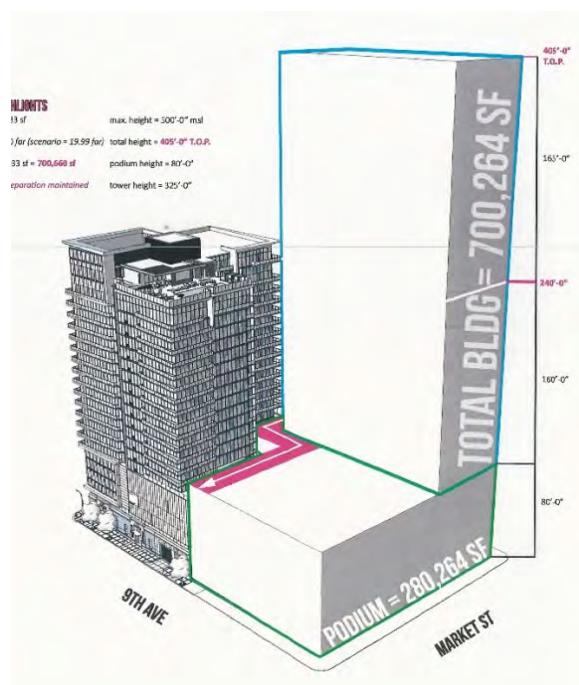 405'-0"
T.O.P.
HLIGHTS
33 sf
max. height = 500'-0" msl
) far (scenario = 19.99 far)
total height = 405'-0" T.O.P.
33 sf = 700,660 sf
podium height = 80'-0"
eparation maintained
tower height = 325'-0"
165'-0"
TOTAL BLDG = 700,264 SF
240'-0"
160'-0"
80'-0"
PODIUM = 280,264 SF
9TH AVE
MARKET ST